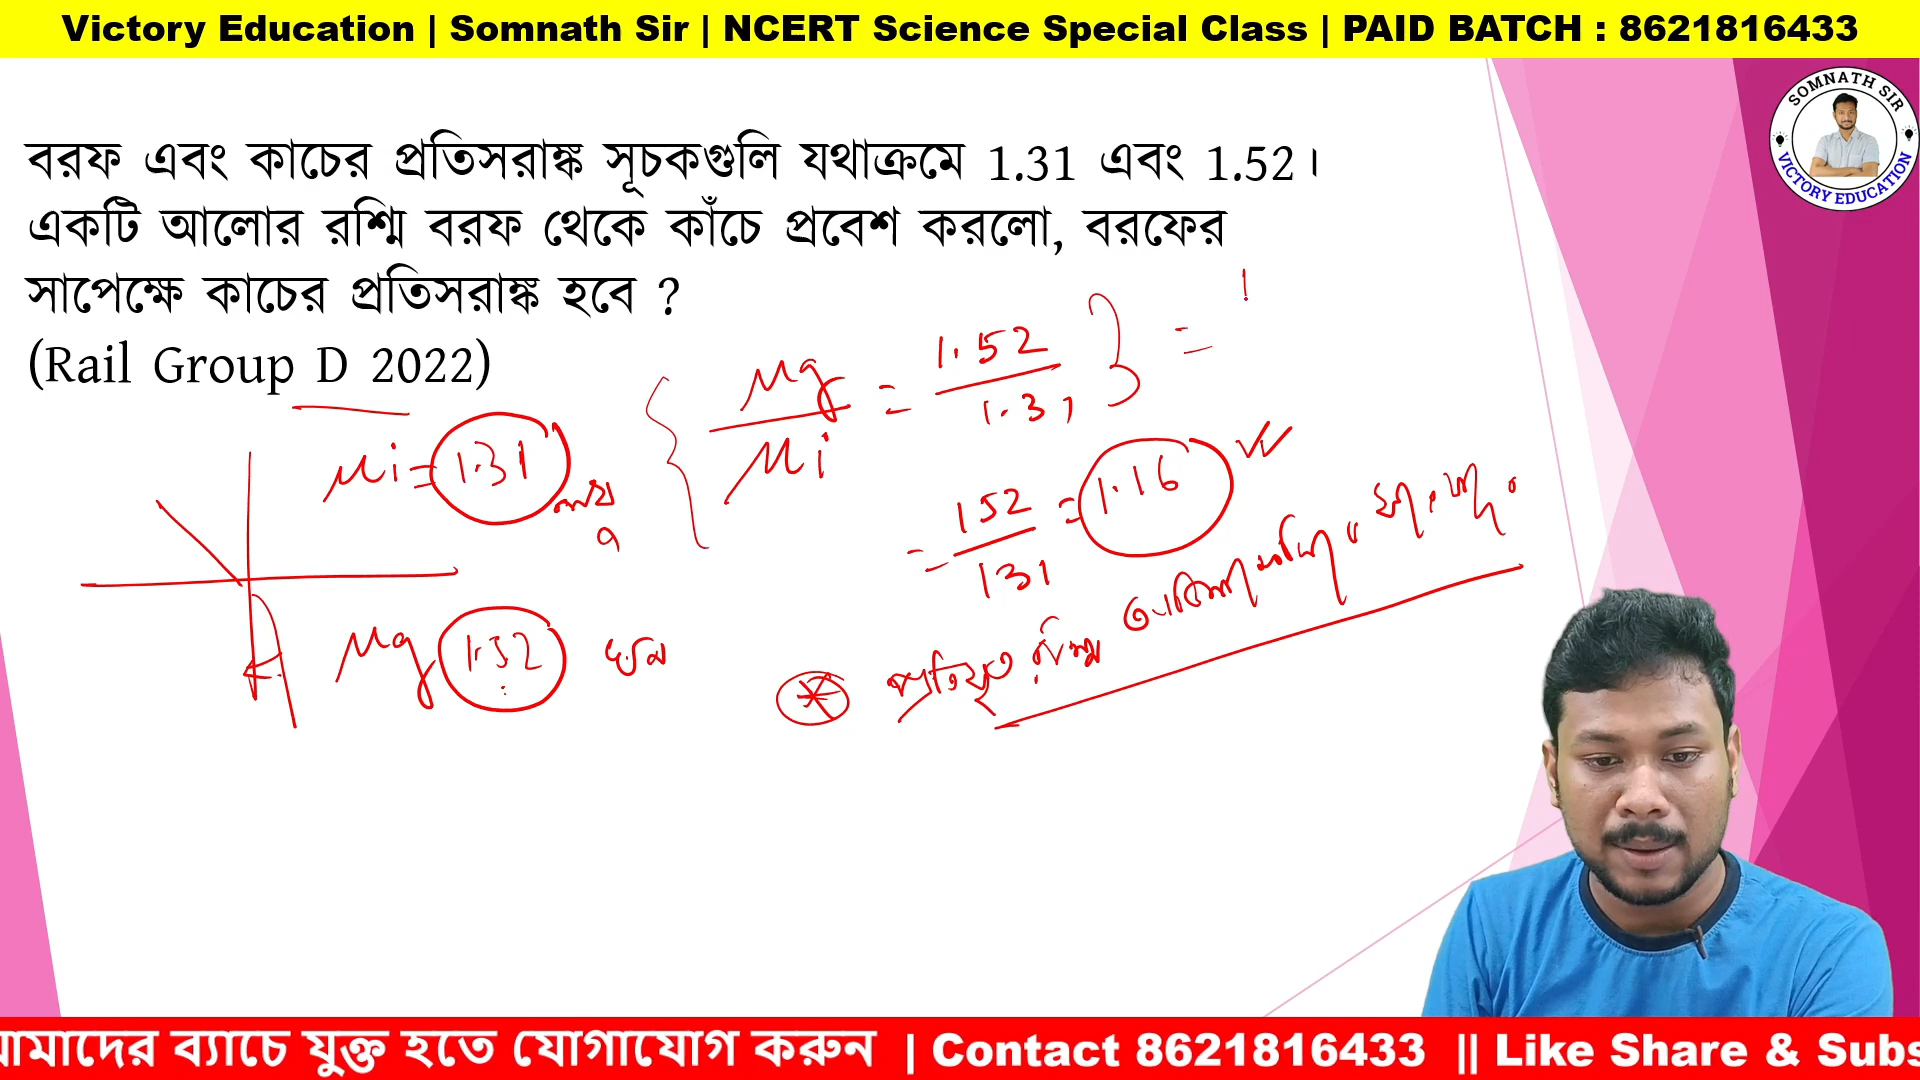 Victory Education | Somnath Sir | NCERT Science Special Class | PAID BATCH : 8621816433
SOMNATH SIR
VICTORY EDUCATION
বরফ এবং কাচের প্রতিসরাঙ্ক সূচকগুলি যথাক্রমে 1.31 এবং 1.52।
একটি আলোর রশ্মি বরফ থেকে কাঁচে প্রবেশ করলো, বরফের
সাপেক্ষে কাচের প্রতিসরাঙ্ক হবে ?
(Rail Group D 2022)
μg/μi = 1.52/1.31 =
μi = 1.31
= 152/131 = 1.16
μg 1.52 ঘন
প্রতিসৃত রশ্মি
আমাদের ব্যাচে যুক্ত হতে যোগাযোগ করুন | Contact 8621816433 || Like Share & Subs